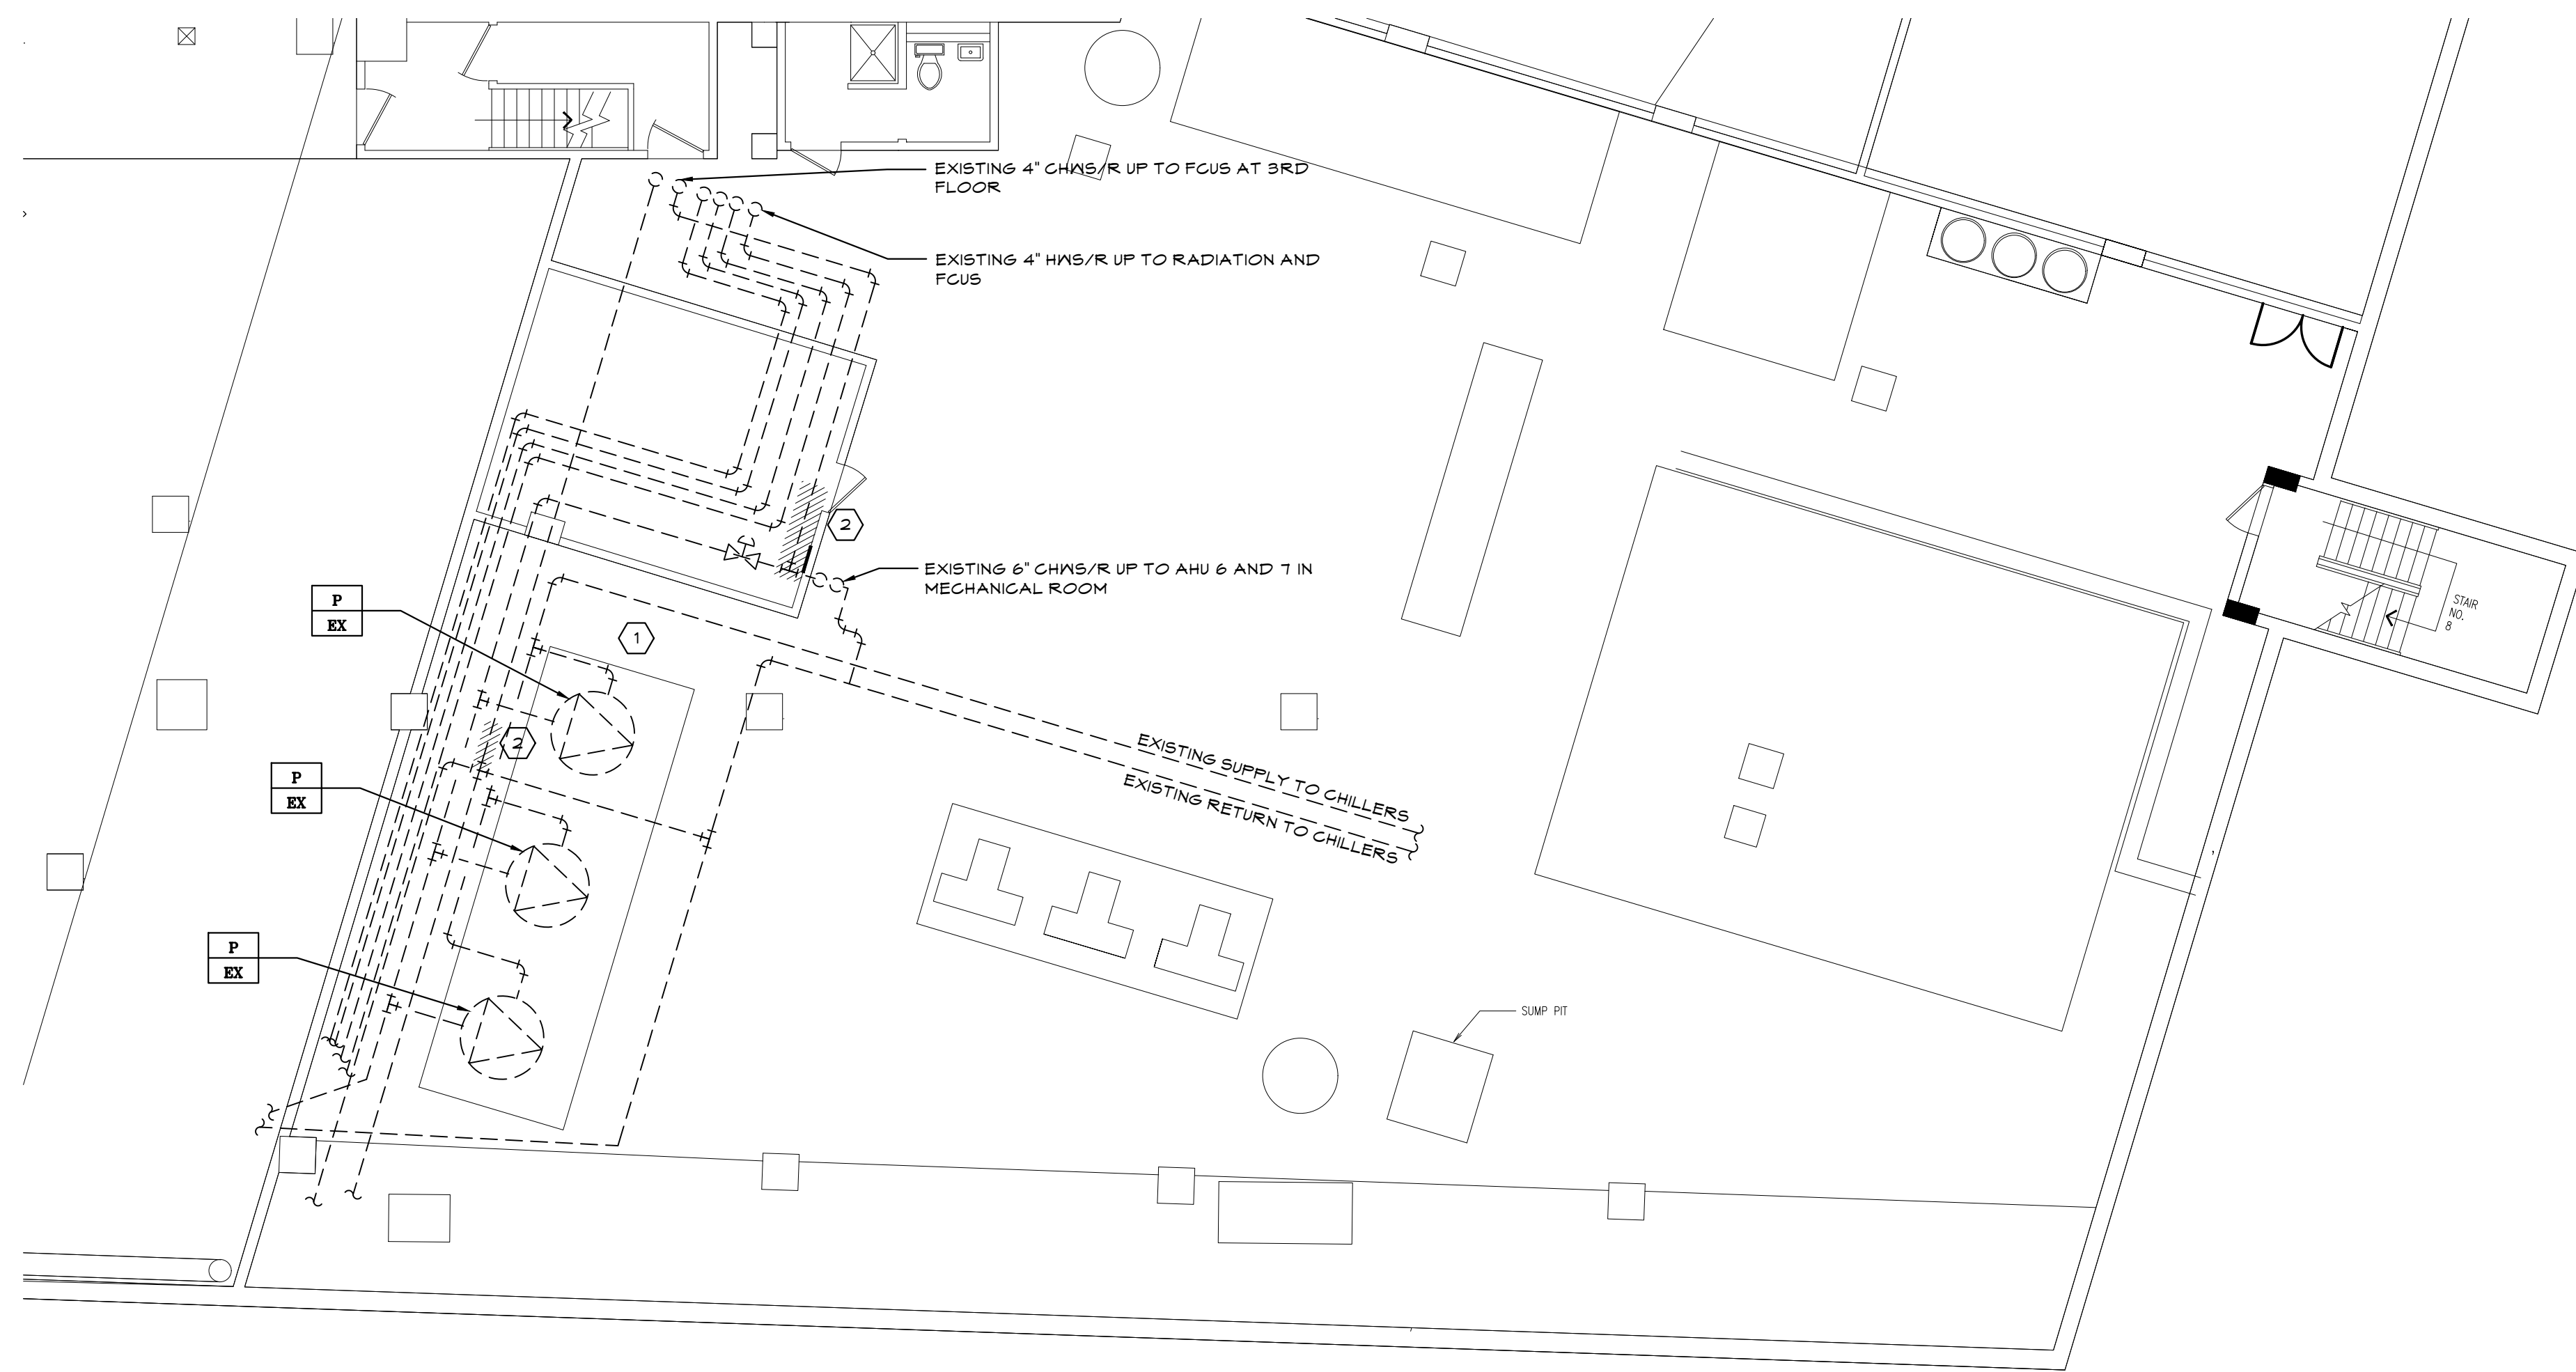 EXISTING 4" CHWS/R UP TO FCUS AT 3RD
FLOOR
EXISTING 4" HWS/R UP TO RADIATION AND
FCUS
2
EXISTING 6" CHWS/R UP TO AHU 6 AND 7 IN
MECHANICAL ROOM
STAIR
NO.
8
P
EX
1
2
EXISTING SUPPLY TO CHILLERS
EXISTING RETURN TO CHILLERS
P
EX
P
EX
SUMP PIT